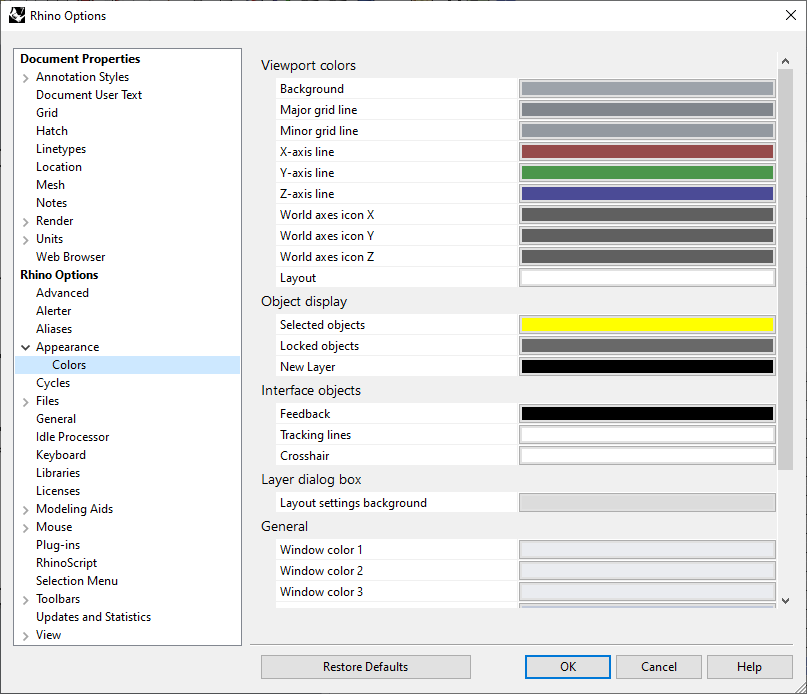 Rhino Options
Document Properties
Annotation Styles
Document User Text
Grid
Hatch
Linetypes
Location
Mesh
Notes
Render
Units
Web Browser
Rhino Options
Advanced
Alerter
Aliases
Appearance
Colors
Cycles
Files
General
Idle Processor
Keyboard
Libraries
Licenses
Modeling Aids
Mouse
Plug-ins
RhinoScript
Selection Menu
Toolbars
Updates and Statistics
View
Viewport colors
Background
Major grid line
Minor grid line
X-axis line
Y-axis line
Z-axis line
World axes icon X
World axes icon Y
World axes icon Z
Layout
Object display
Selected objects
Locked objects
New Layer
Interface objects
Feedback
Tracking lines
Crosshair
Layer dialog box
Layout settings background
General
Window color 1
Window color 2
Window color 3
Restore Defaults
OK
Cancel
Help